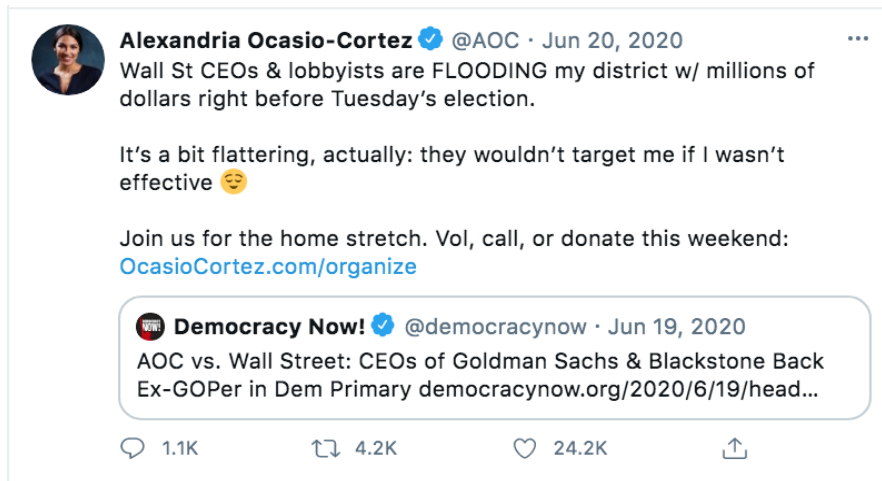 Alexandria Ocasio-Cortez @AOC · Jun 20, 2020
Wall St CEOs & lobbyists are FLOODING my district w/ millions of
dollars right before Tuesday's election.
It's a bit flattering, actually: they wouldn't target me if I wasn't
effective 😌
Join us for the home stretch. Vol, call, or donate this weekend:
OcasioCortez.com/organize
Democracy Now! @democracynow · Jun 19, 2020
AOC vs. Wall Street: CEOs of Goldman Sachs & Blackstone Back
Ex-GOPer in Dem Primary democracynow.org/2020/6/19/head...
1.1K 4.2K 24.2K